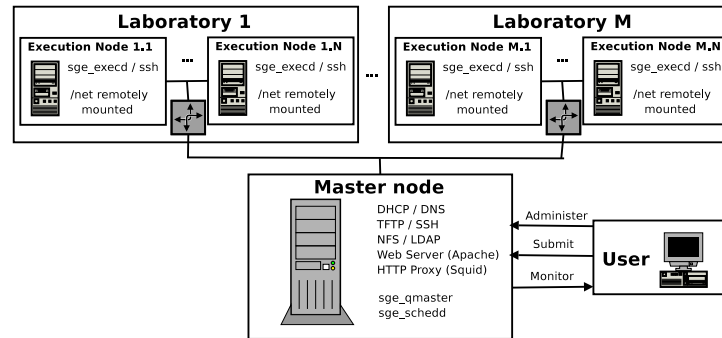 Laboratory 1
Execution Node 1.1
sge_execd / ssh
/net remotely
mounted
...
Execution Node 1.N
sge_execd / ssh
/net remotely
mounted
...
Laboratory M
Execution Node M.1
sge_execd / ssh
/net remotely
mounted
...
Execution Node M.N
sge_execd / ssh
/net remotely
mounted
Master node
DHCP / DNS
TFTP / SSH
NFS / LDAP
Web Server (Apache)
HTTP Proxy (Squid)
sge_qmaster
sge_schedd
Administer
Submit
Monitor
User